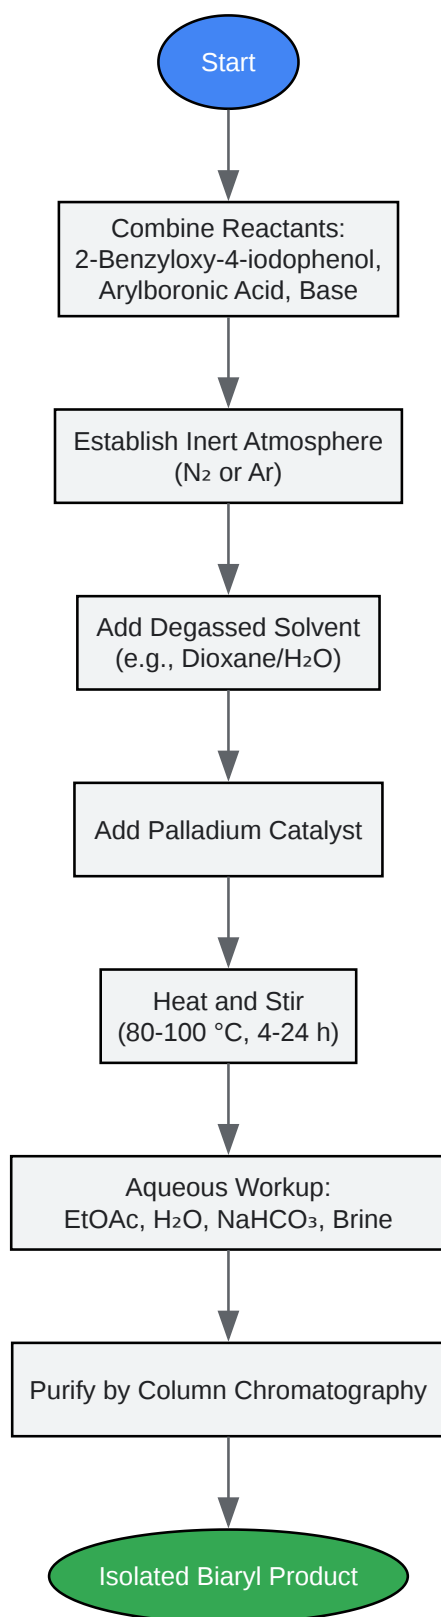 Start
Combine Reactants:
2-Benzyloxy-4-iodophenol,
Arylboronic Acid, Base
Establish Inert Atmosphere
(N₂ or Ar)
Add Degassed Solvent
(e.g., Dioxane/H₂O)
Add Palladium Catalyst
Heat and Stir
(80-100 °C, 4-24 h)
Aqueous Workup:
EtOAc, H₂O, NaHCO₃, Brine
Purify by Column Chromatography
Isolated Biaryl Product